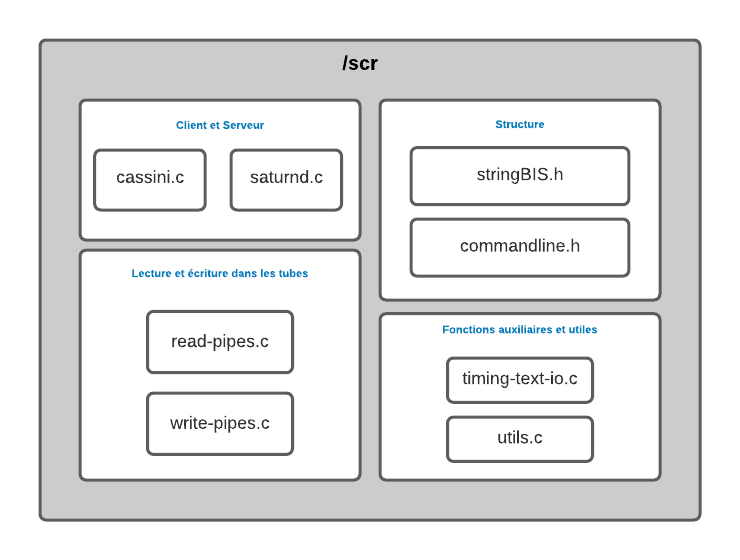 /scr
Client et Serveur
cassini.c
saturnd.c
Structure
stringBIS.h
commandline.h
Lecture et écriture dans les tubes
read-pipes.c
write-pipes.c
Fonctions auxiliaires et utiles
timing-text-io.c
utils.c